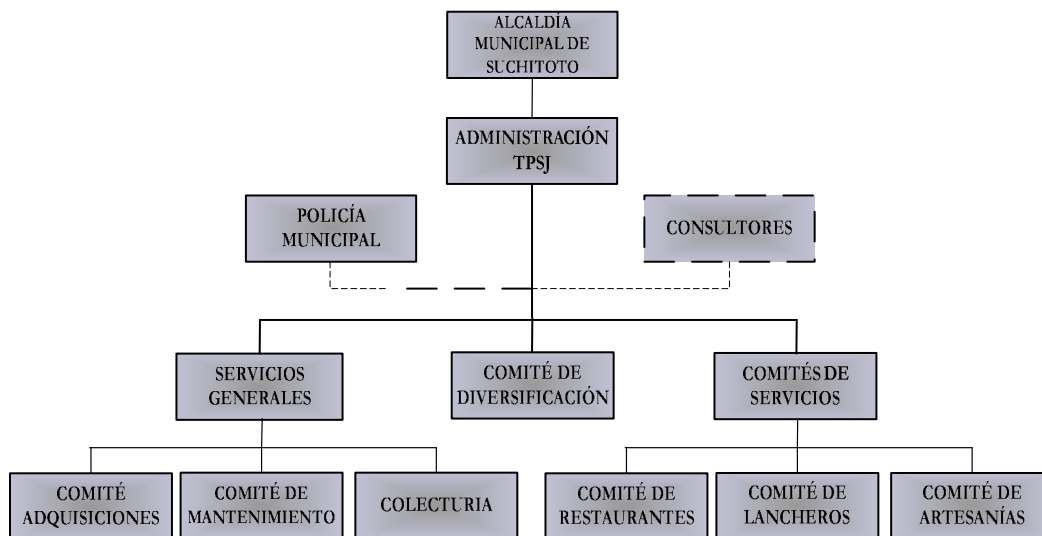 ALCALDÍA
MUNICIPAL DE
SUCHITOTO
ADMINISTRACIÓN
TPSJ
POLICÍA
MUNICIPAL
CONSULTORES
SERVICIOS
GENERALES
COMITÉ DE
DIVERSIFICACIÓN
COMITÉS DE
SERVICIOS
COMITÉ
ADQUISICIONES
COMITÉ DE
MANTENIMIENTO
COLECTURIA
COMITÉ DE
RESTAURANTES
COMITÉ DE
LANCHEROS
COMITÉ DE
ARTESANÍAS